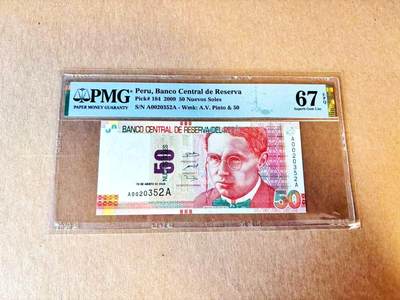 PMG
PAPER MONEY GUARANTY
Peru, Banco Central de Reserva
Pick# 184 2009 50 Nuevos Soles
S/N A0020352A - Wmk: A.V. Pinto & 50
67 EPQ
Superb Gem Unc
BANCO CENTRAL DE RESERVA DEL
50
NUEVOS
A0020352A
A0020352A
50